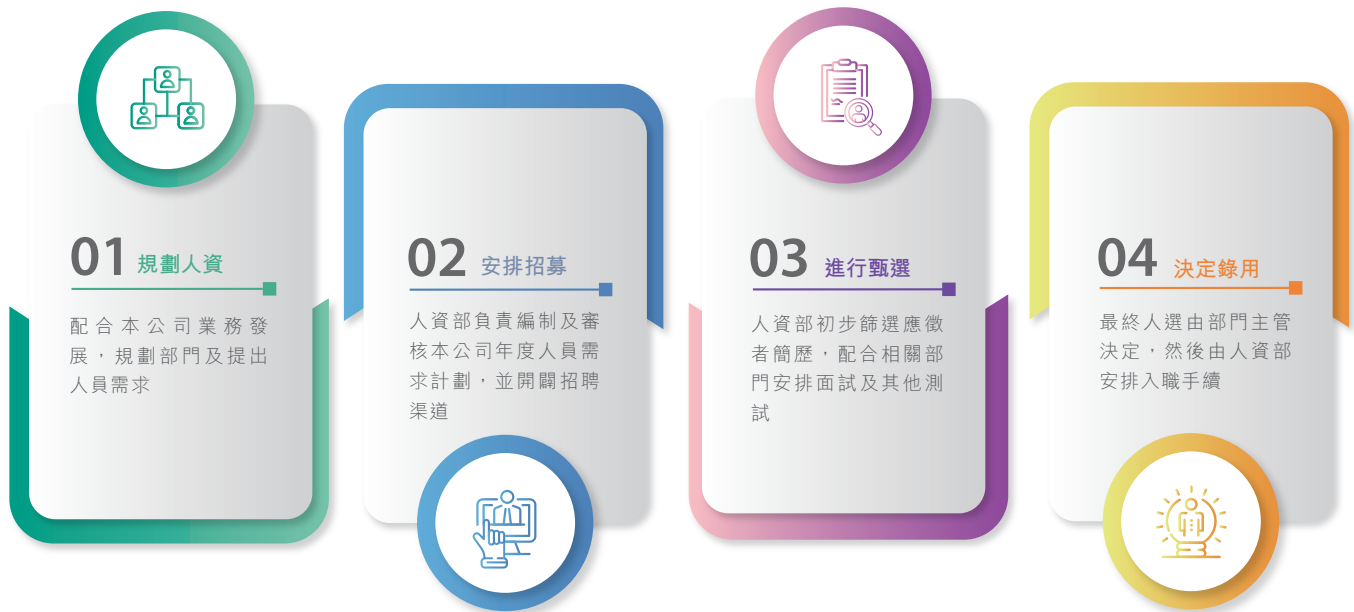 01 規劃人資
配合本公司業務發
展，規劃部門及提出
人員需求
02 安排招募
人資部負責編制及審
核本公司年度人員需
求計劃，並開闢招聘
渠道
03 進行甄選
人資部初步篩選應徵
者簡歷，配合相關部
門安排面試及其他測
試
04 決定錄用
最終人選由部門主管
決定，然後由人資部
安排入職手續